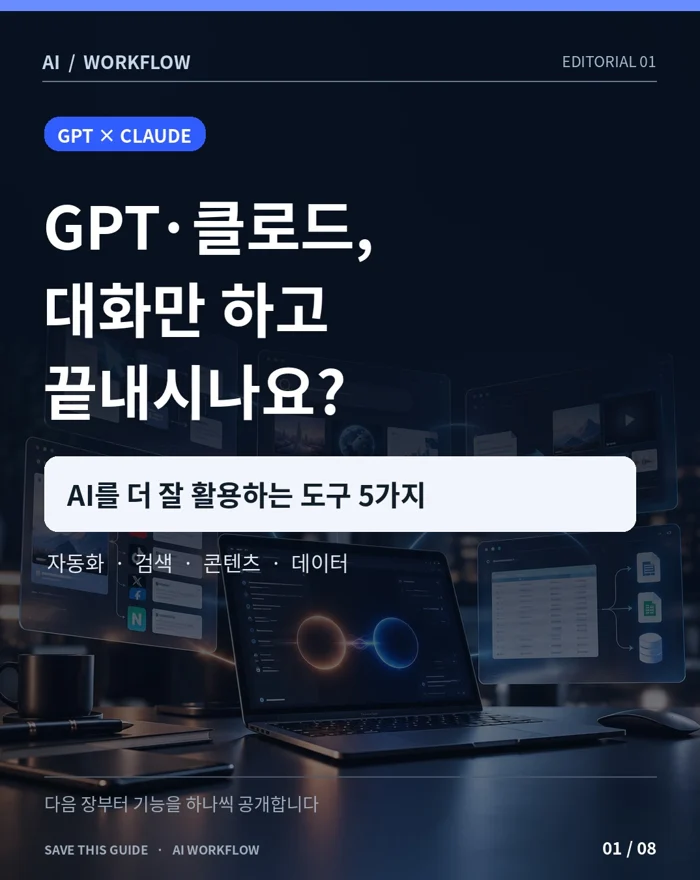 AI / WORKFLOW
EDITORIAL 01
GPT × CLAUDE
GPT·클로드,
대화만 하고
끝내시나요?
AI를 더 잘 활용하는 도구 5가지
자동화 · 검색 · 콘텐츠 · 데이터
다음 장부터 기능을 하나씩 공개합니다
SAVE THIS GUIDE · AI WORKFLOW
01 / 08